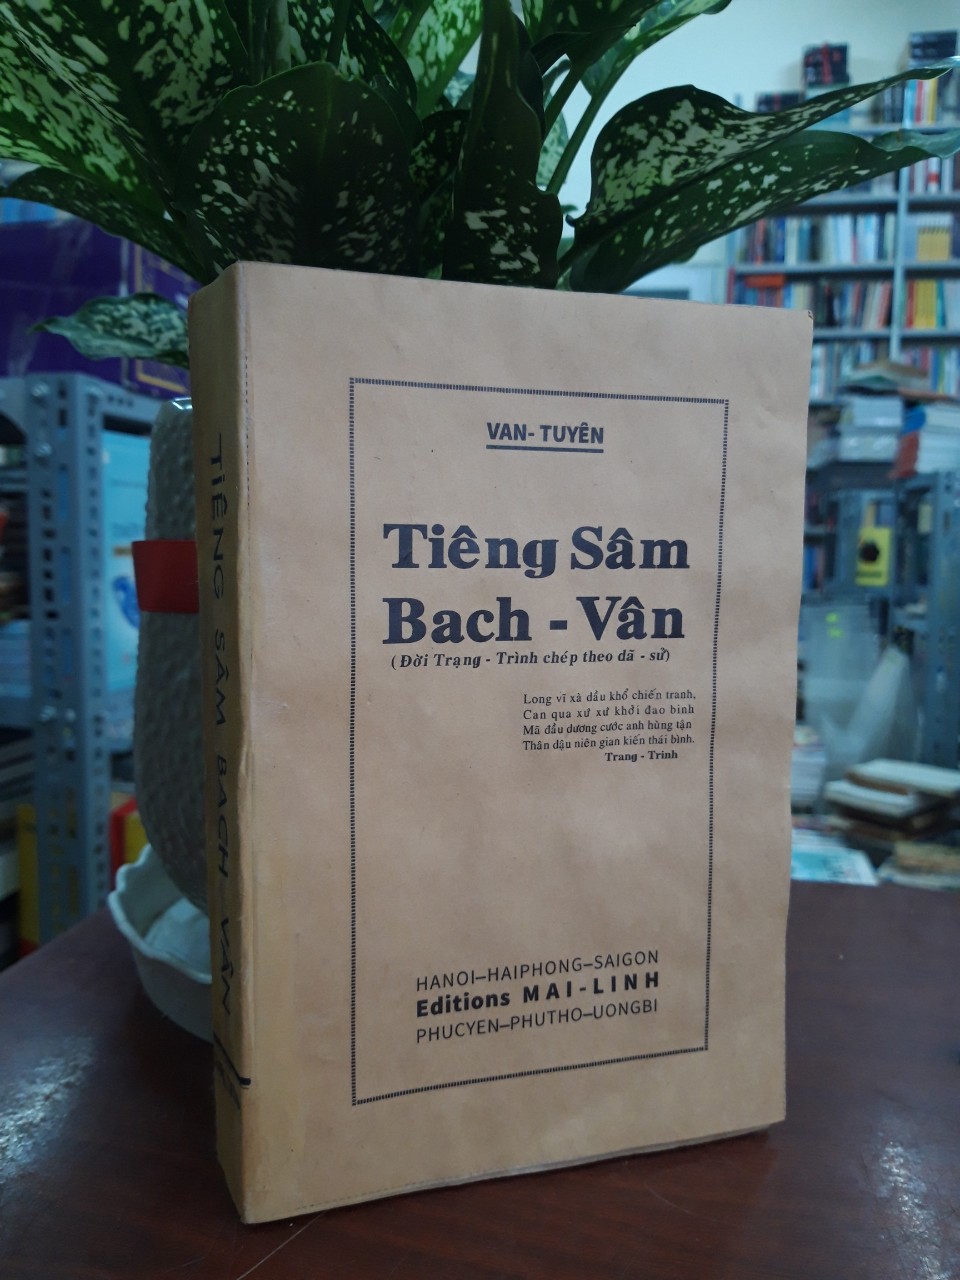 VAN- TUYÊN
Tiêng Sâm
Bach - Vân
(Đời Trạng - Trình chép theo dã - sử)
Long vĩ xà đầu khổ chiến tranh,
Can qua xứ xứ khởi đao binh
Mã đầu dương cước anh hùng tận
Thân dậu niên gian kiến thái bình.
Trang - Trinh
HANOI–HAIPHONG–SAIGON
Editions MAI-LINH
PHUCYEN–PHUTHO–UONGBI
TIÊNG SÂM BACH-VÂN